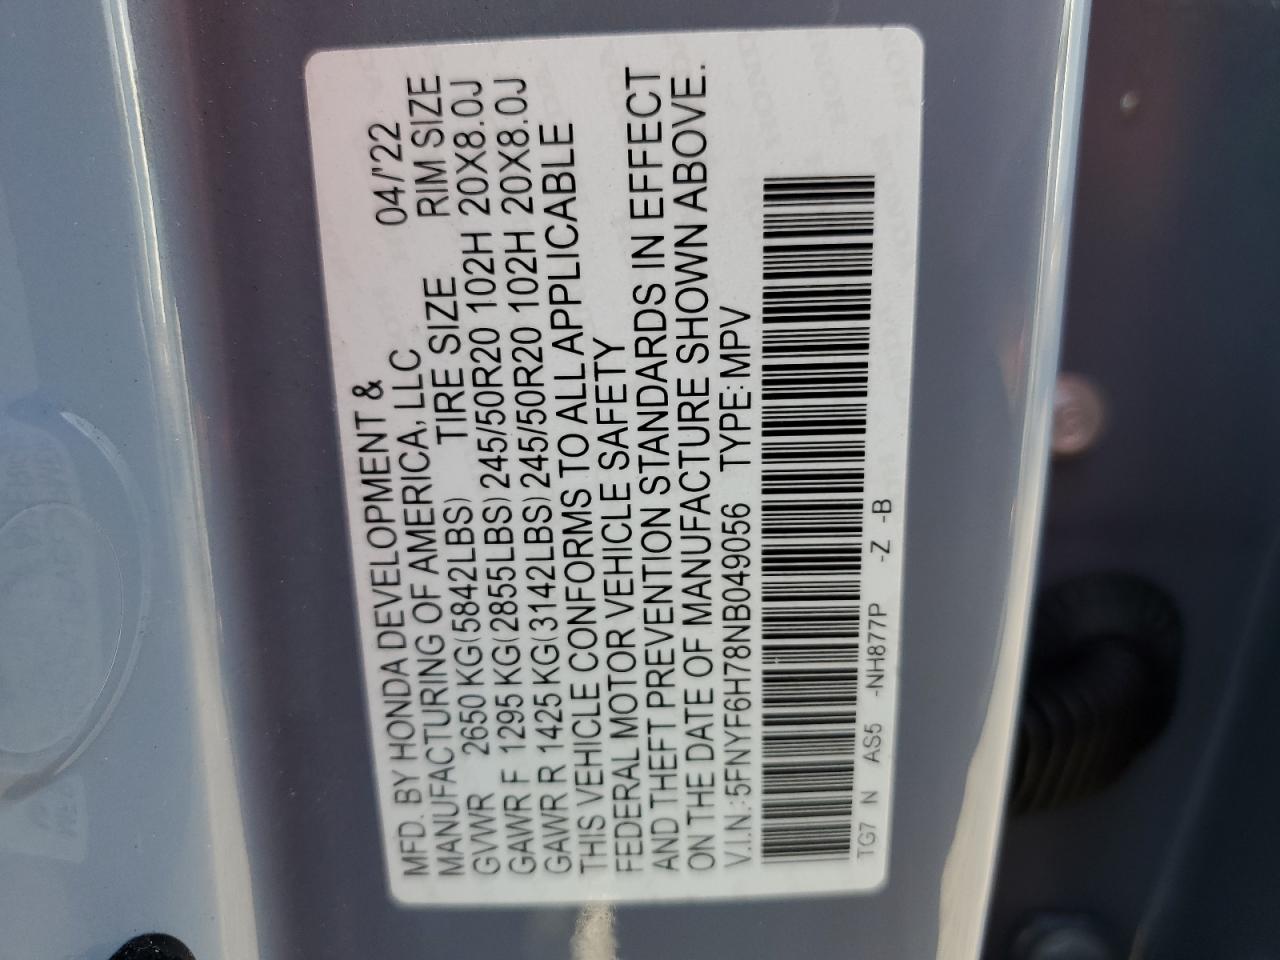 MFD. BY HONDA DEVELOPMENT & 04/'22
MANUFACTURING OF AMERICA, LLC
GVWR 2650 KG(5842LBS) TIRE SIZE RIM SIZE
GAWR F 1295 KG(2855LBS) 245/50R20 102H 20X8.0J
GAWR R 1425 KG(3142LBS) 245/50R20 102H 20X8.0J
THIS VEHICLE CONFORMS TO ALL APPLICABLE
FEDERAL MOTOR VEHICLE SAFETY
AND THEFT PREVENTION STANDARDS IN EFFECT
ON THE DATE OF MANUFACTURE SHOWN ABOVE.
V.I.N.:5FNYF6H78NB049056 TYPE:MPV
TG7 N AS5 -NH877P -Z -B